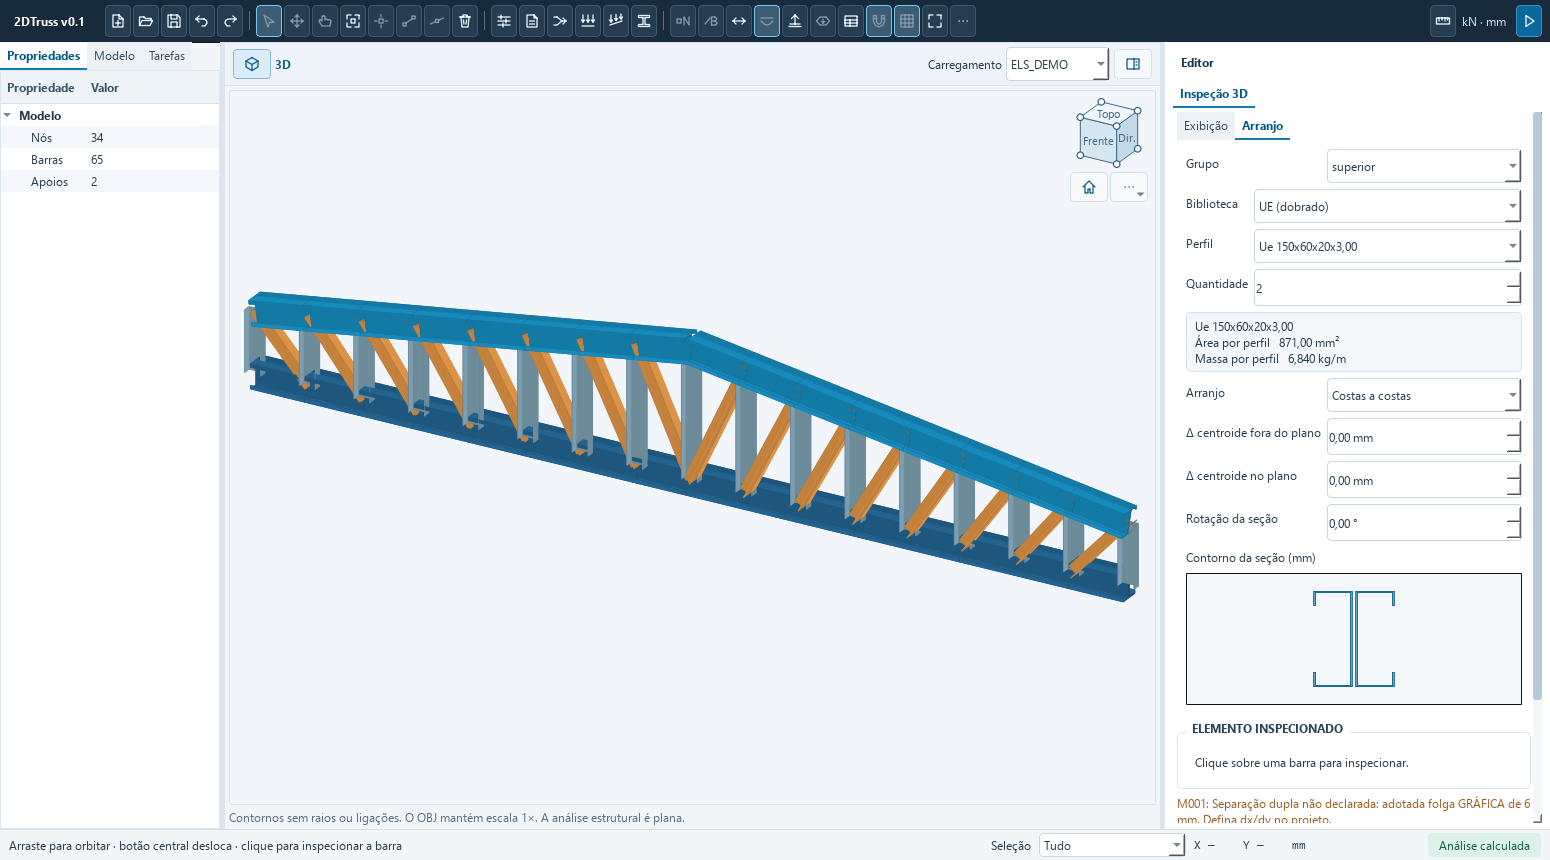 2DTruss v0.1
N
B
kN · mm
Propriedades Modelo Tarefas
Propriedade Valor
Modelo
Nós 34
Barras 65
Apoios 2
3D
Carregamento ELS_DEMO
Topo
Frente
Dir.
Contornos sem raios ou ligações. O OBJ mantém escala 1×. A análise estrutural é plana.
Editor
Inspeção 3D
Exibição Arranjo
Grupo superior
Biblioteca UE (dobrado)
Perfil Ue 150x60x20x3,00
Quantidade 2
Ue 150x60x20x3,00
Área por perfil 871,00 mm²
Massa por perfil 6,840 kg/m
Arranjo Costas a costas
Δ centroide fora do plano 0,00 mm
Δ centroide no plano 0,00 mm
Rotação da seção 0,00 °
Contorno da seção (mm)
ELEMENTO INSPECIONADO
Clique sobre uma barra para inspecionar.
M001: Separação dupla não declarada: adotada folga GRÁFICA de 6
mm. Defina dx/dy no projeto.
Arraste para orbitar · botão central desloca · clique para inspecionar a barra
Seleção Tudo
X — Y — mm
Análise calculada